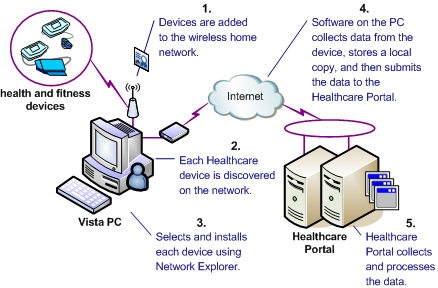 1.
Devices are added
to the wireless home
network.
4.
Software on the PC
collects data from the
device, stores a local
copy, and then submits
the data to the
Healthcare Portal.
health and fitness
devices
Internet
2.
Each Healthcare
device is discovered
on the network.
Vista PC
3.
Selects and installs
each device using
Network Explorer.
Healthcare
Portal
5.
Healthcare
Portal collects
and processes
the data.